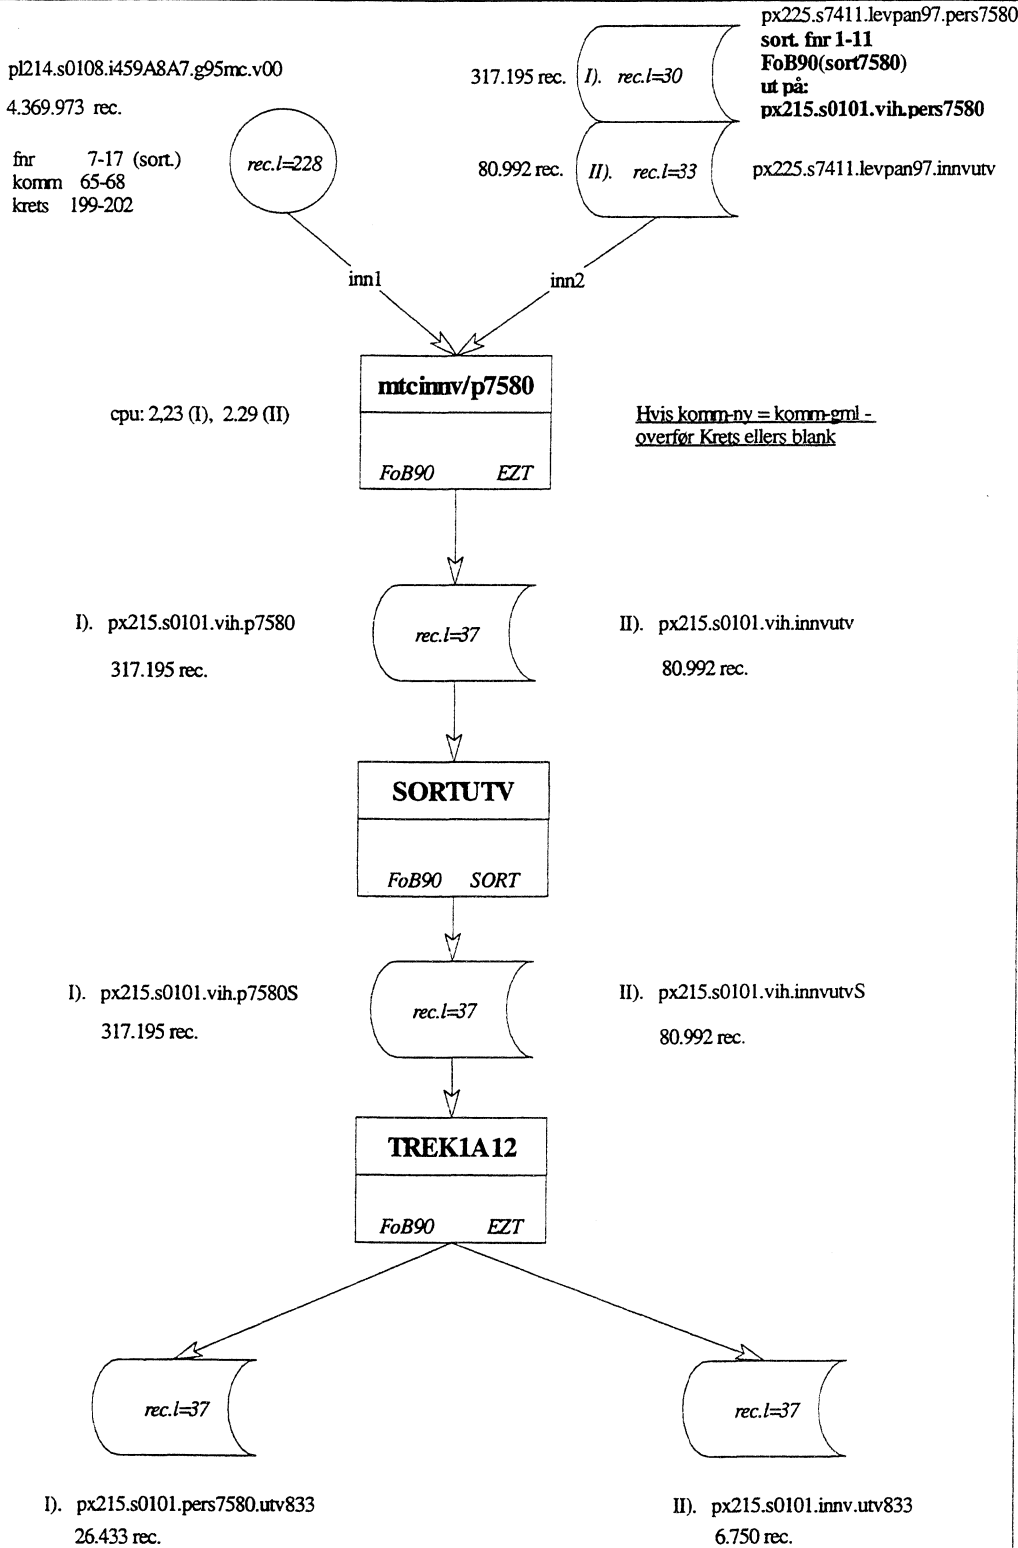 px225.s7411.levpan97.pers7580
sort. fnr 1-11
FoB90(sort7580)
ut på:
px215.s0101.vih.pers7580
pl214.s0108.i459A8A7.g95mc.v00
4.369.973 rec.
317.195 rec.
I). rec.l=30
fnr 7-17 (sort.)
komm 65-68
krets 199-202
rec.l=228
80.992 rec.
II). rec.l=33
px225.s7411.levpan97.innvutv
inn1
inn2
mtcinnv/p7580
cpu: 2,23 (I), 2.29 (II)
Hvis komm-ny = komm-gml -
overfør Krets ellers blank
FoB90 EZT
I). px215.s0101.vih.p7580
317.195 rec.
rec.l=37
II). px215.s0101.vih.innvutv
80.992 rec.
SORTUTV
FoB90 SORT
I). px215.s0101.vih.p7580S
317.195 rec.
rec.l=37
II). px215.s0101.vih.innvutvS
80.992 rec.
TREK1A12
FoB90 EZT
rec.l=37
rec.l=37
I). px215.s0101.pers7580.utv833
26.433 rec.
II). px215.s0101.innv.utv833
6.750 rec.